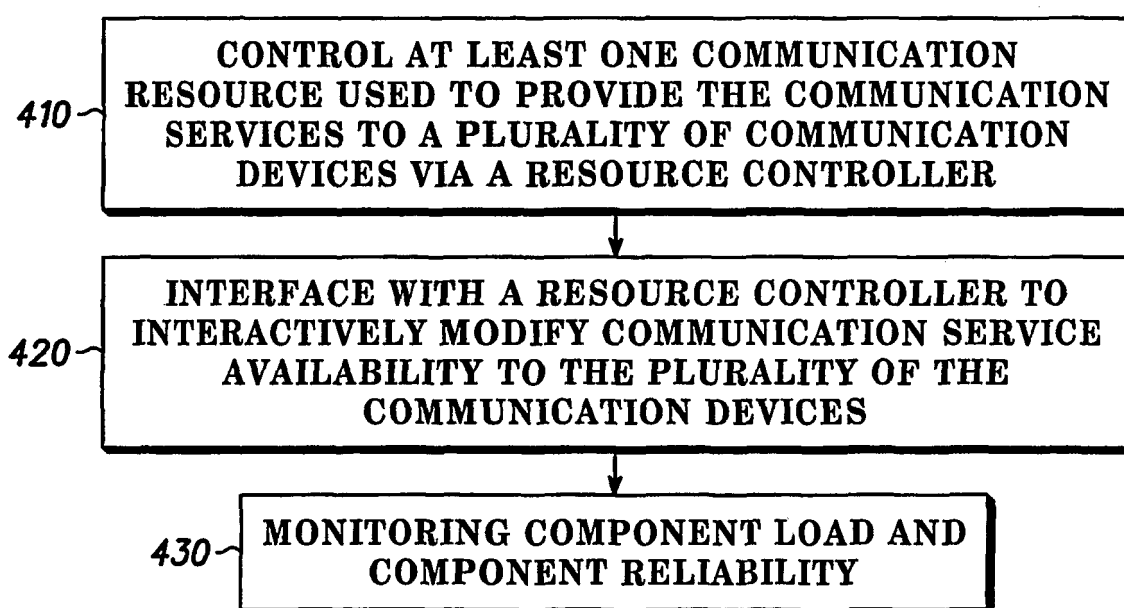 410
CONTROL AT LEAST ONE COMMUNICATION
RESOURCE USED TO PROVIDE THE COMMUNICATION
SERVICES TO A PLURALITY OF COMMUNICATION
DEVICES VIA A RESOURCE CONTROLLER
420
INTERFACE WITH A RESOURCE CONTROLLER TO
INTERACTIVELY MODIFY COMMUNICATION SERVICE
AVAILABILITY TO THE PLURALITY OF THE
COMMUNICATION DEVICES
430
MONITORING COMPONENT LOAD AND
COMPONENT RELIABILITY